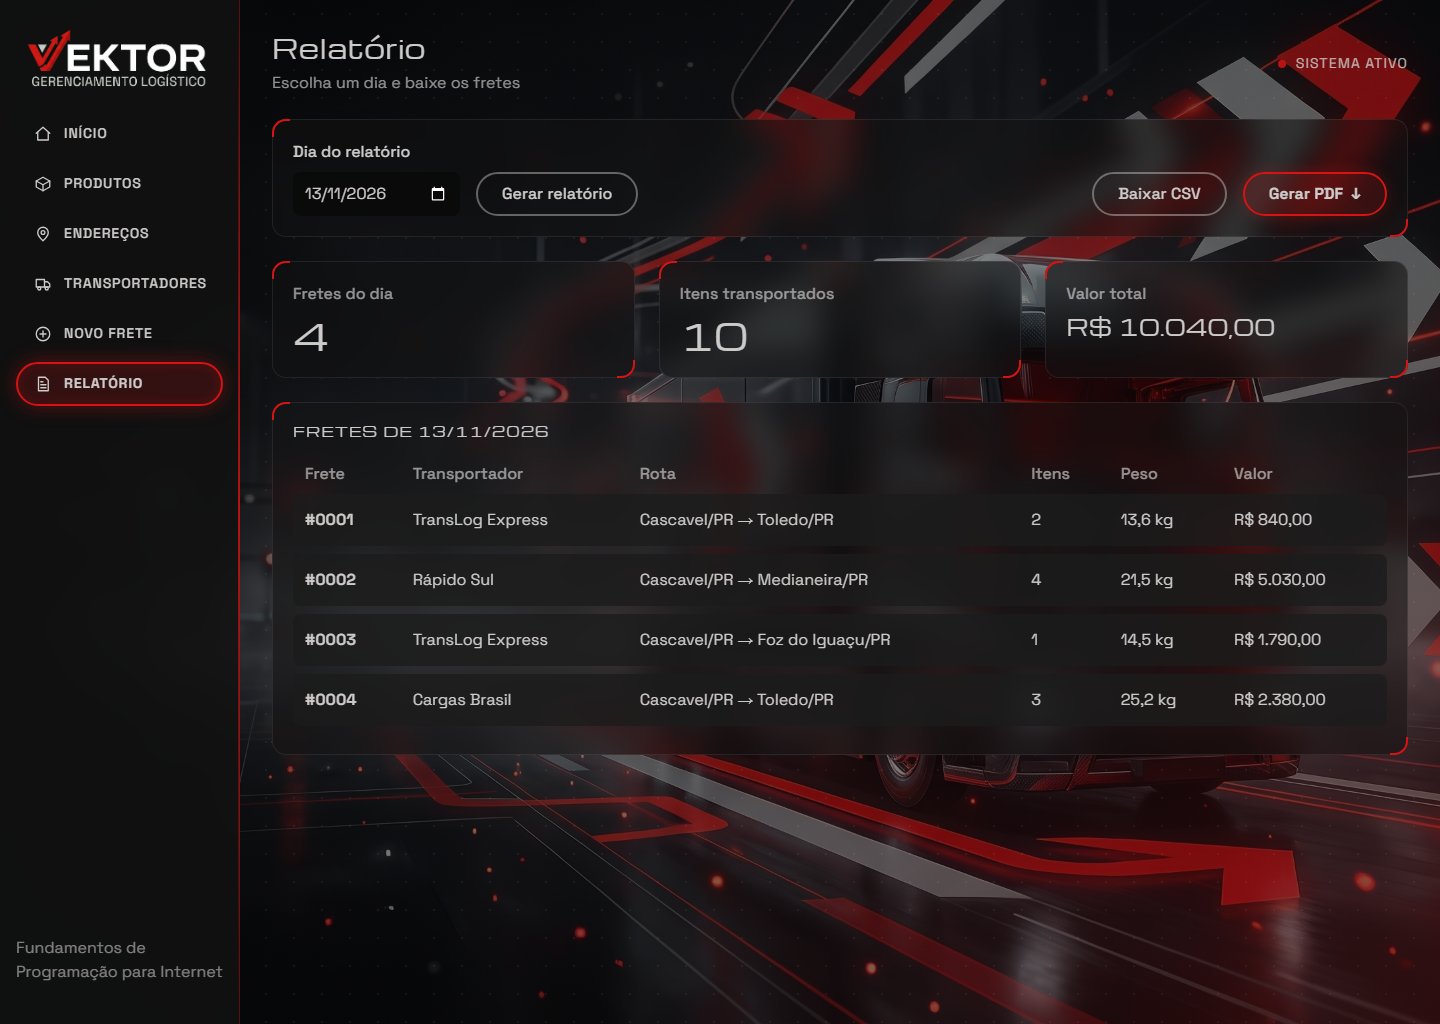 VEKTOR
GERENCIAMENTO LOGÍSTICO
INÍCIO
PRODUTOS
ENDEREÇOS
TRANSPORTADORES
NOVO FRETE
RELATÓRIO
Fundamentos de
Programação para Internet
Relatório
Escolha um dia e baixe os fretes
SISTEMA ATIVO
Dia do relatório
13/11/2026 Gerar relatório Baixar CSV Gerar PDF ↓
Fretes do dia
4
Itens transportados
10
Valor total
R$ 10.040,00
FRETES DE 13/11/2026
Frete Transportador Rota Itens Peso Valor
#0001 TransLog Express Cascavel/PR → Toledo/PR 2 13,6 kg R$ 840,00
#0002 Rápido Sul Cascavel/PR → Medianeira/PR 4 21,5 kg R$ 5.030,00
#0003 TransLog Express Cascavel/PR → Foz do Iguaçu/PR 1 14,5 kg R$ 1.790,00
#0004 Cargas Brasil Cascavel/PR → Toledo/PR 3 25,2 kg R$ 2.380,00